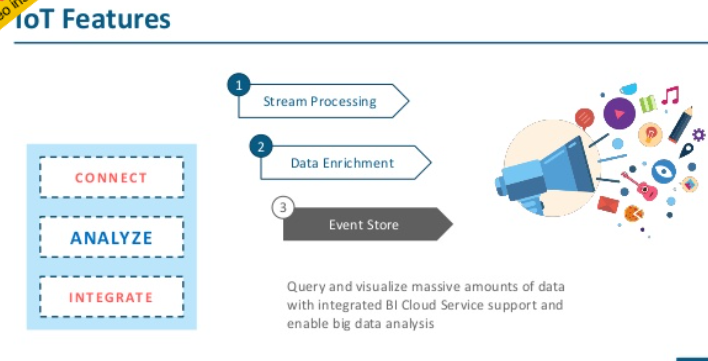 IoT Features
1
Stream Processing
2
Data Enrichment
3
Event Store
CONNECT
ANALYZE
INTEGRATE
Query and visualize massive amounts of data
with integrated BI Cloud Service support and
enable big data analysis